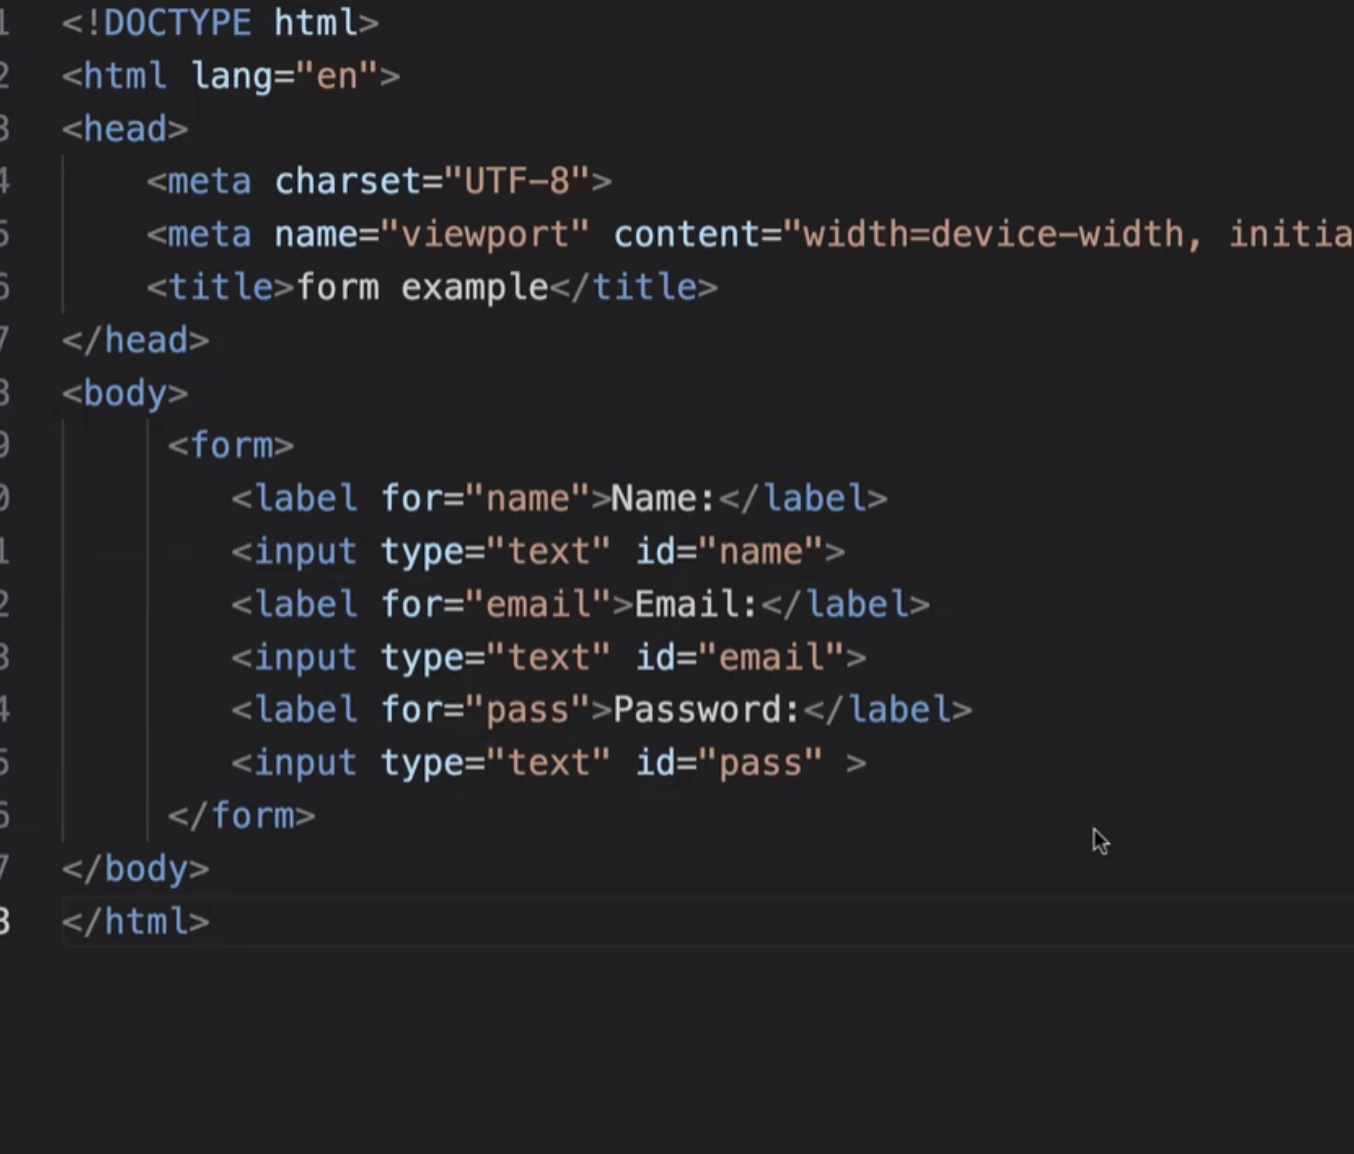 1 <!DOCTYPE html>
2 <html lang="en">
3 <head>
4     <meta charset="UTF-8">
5     <meta name="viewport" content="width=device-width, initia
6     <title>form example</title>
7 </head>
8 <body>
9      <form>
0         <label for="name">Name:</label>
1         <input type="text" id="name">
2         <label for="email">Email:</label>
3         <input type="text" id="email">
4         <label for="pass">Password:</label>
5         <input type="text" id="pass" >
6      </form>
7 </body>
8 </html>